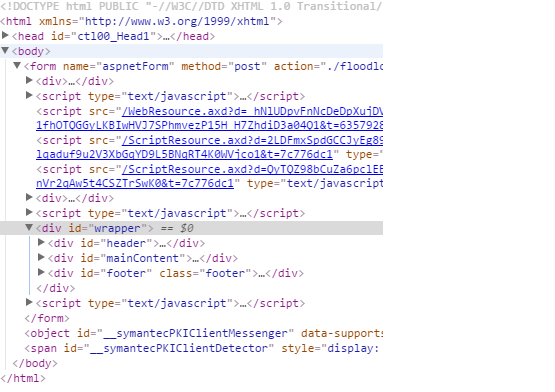 <!DOCTYPE html PUBLIC "-//W3C//DTD XHTML 1.0 Transitional/
<html xmlns="http://www.w3.org/1999/xhtml">
<head id="ctl00_Head1">…</head>
<body>
<form name="aspnetForm" method="post" action="./floodlo
<div>…</div>
<script type="text/javascript">…</script>
<script src="/WebResource.axd?d=_hNlUDpvFnNcDeDpXujDV
1fhOTQGGyLKBIwHVJ7SPhmvezP15H_H7ZhdiD3a04Q1&t=6357928
<script src="/ScriptResource.axd?d=2LDFmxSpdGCCJyEg89
lqaduf9u2V3XbGqYD9L5BNqRT4K0WVjco1&t=7c776dc1" type="
<script src="/ScriptResource.axd?d=QyTQZ98bCuZa6pclEE
nVr2qAw5t4CSZTrSwK0&t=7c776dc1" type="text/javascript
<div>…</div>
<script type="text/javascript">…</script>
<div id="wrapper"> == $0
<div id="header">…</div>
<div id="mainContent">…</div>
<div id="footer" class="footer">…</div>
</div>
<script type="text/javascript">…</script>
</form>
<object id="__symantecPKIClientMessenger" data-supports
<span id="__symantecPKIClientDetector" style="display:
</body>
</html>